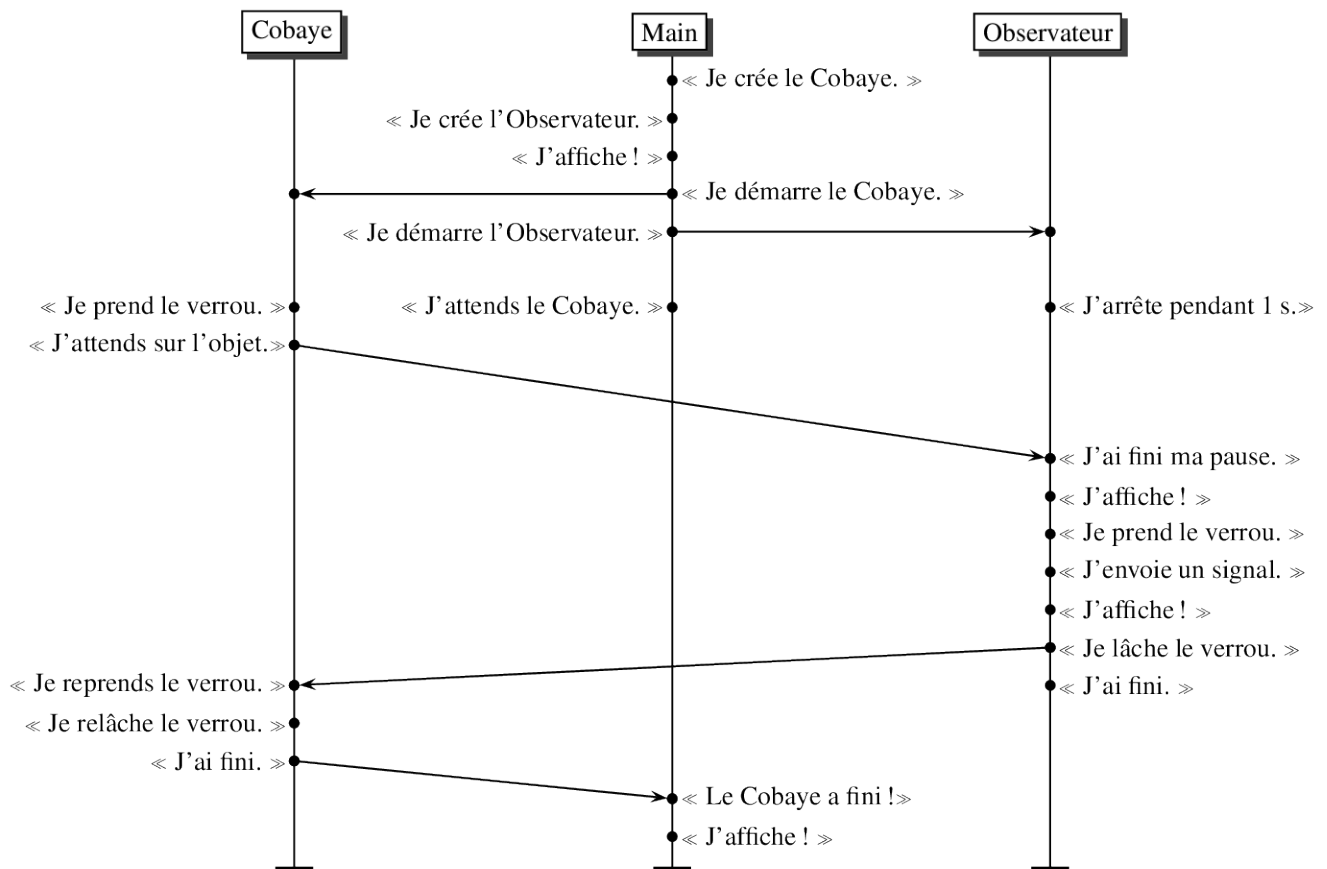 Cobaye Main Observateur
≪ Je crée le Cobaye. ≫
≪ Je crée l’Observateur. ≫
≪ J’affiche ! ≫
≪ Je démarre le Cobaye. ≫
≪ Je démarre l’Observateur. ≫
≪ Je prend le verrou. ≫ ≪ J’attends le Cobaye. ≫ ≪ J’arrête pendant 1 s.≫
≪ J’attends sur l’objet.≫
≪ J’ai fini ma pause. ≫
≪ J’affiche ! ≫
≪ Je prend le verrou. ≫
≪ J’envoie un signal. ≫
≪ J’affiche ! ≫
≪ Je lâche le verrou. ≫
≪ Je reprends le verrou. ≫ ≪ J’ai fini. ≫
≪ Je relâche le verrou. ≫
≪ J’ai fini. ≫
≪ Le Cobaye a fini !≫
≪ J’affiche ! ≫